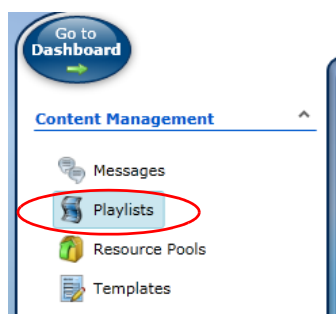 Go to
Dashboard
Content Management
Messages
Playlists
Resource Pools
Templates